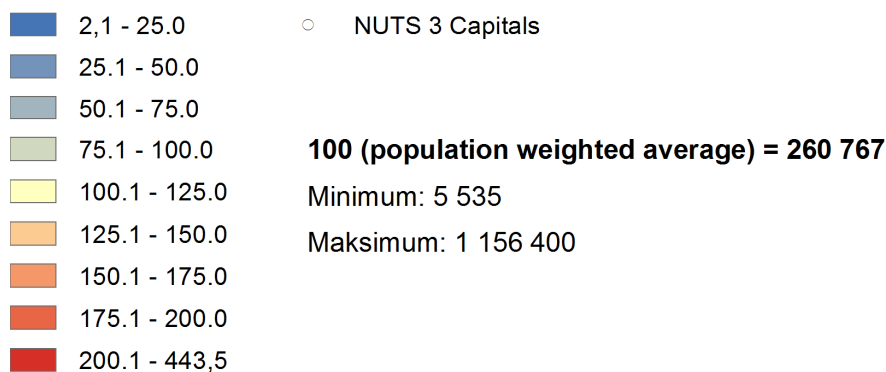 2,1 - 25.0
25.1 - 50.0
50.1 - 75.0
75.1 - 100.0
100.1 - 125.0
125.1 - 150.0
150.1 - 175.0
175.1 - 200.0
200.1 - 443,5
NUTS 3 Capitals
100 (population weighted average) = 260 767
Minimum: 5 535
Maksimum: 1 156 400